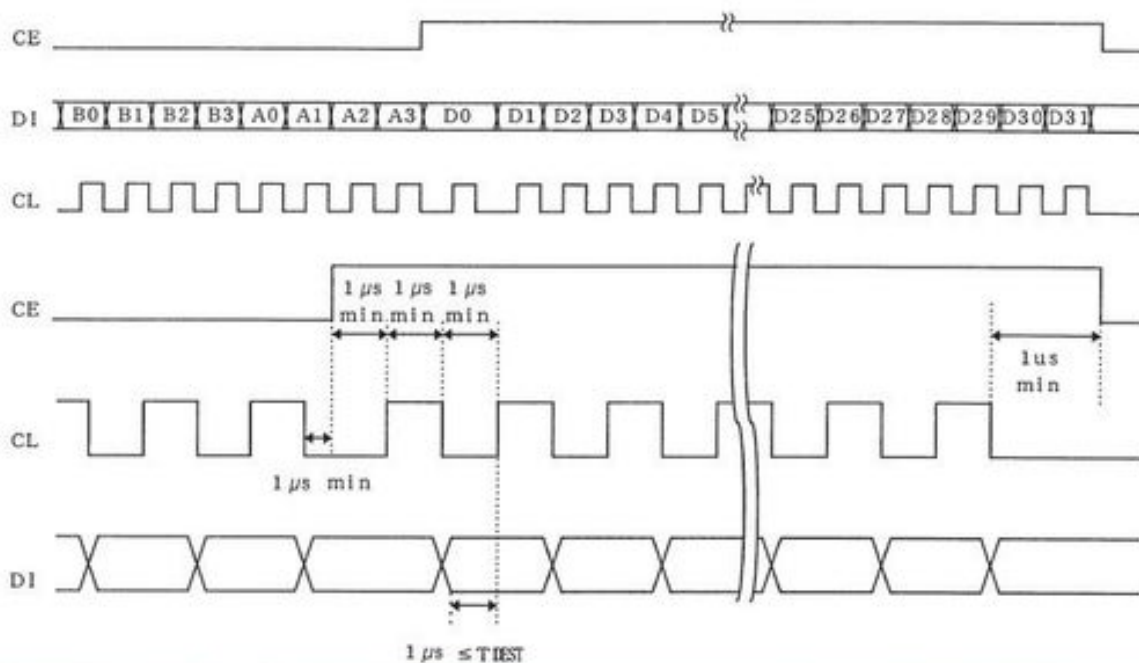 CE
DI B0 B1 B2 B3 A0 A1 A2 A3 D0 D1 D2 D3 D4 D5 D25 D26 D27 D28 D29 D30 D31
CL
CE
1 μs 1 μs 1 μs
min min min
1us
min
CL
1 μs min
DI
1 μs ≤ TDEST